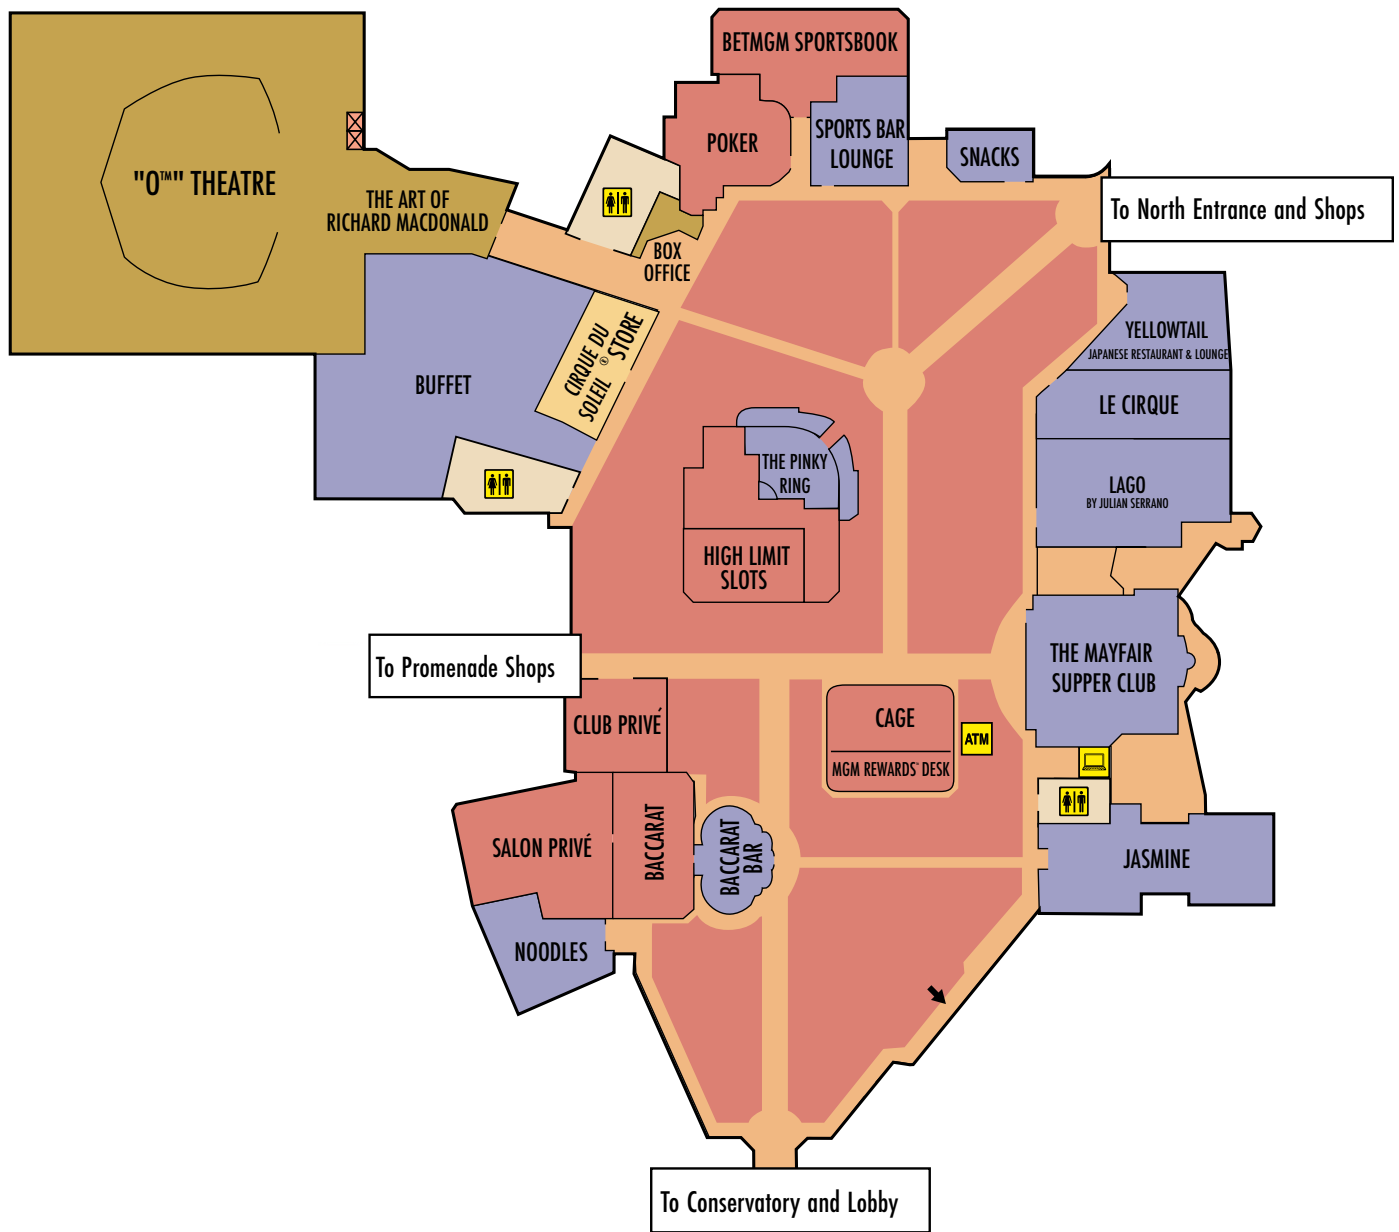 BETMGM SPORTSBOOK
POKER
SPORTS BAR
LOUNGE
SNACKS
"O™" THEATRE
THE ART OF
RICHARD MACDONALD
To North Entrance and Shops
BOX
OFFICE
CIRQUE DU
SOLEIL® STORE
BUFFET
YELLOWTAIL
JAPANESE RESTAURANT & LOUNGE
LE CIRQUE
THE PINKY
RING
LAGO
BY JULIAN SERRANO
HIGH LIMIT
SLOTS
To Promenade Shops
THE MAYFAIR
SUPPER CLUB
CLUB PRIVÉ
CAGE
ATM
MGM REWARDS™ DESK
SALON PRIVÉ
BACCARAT
BACCARAT
BAR
JASMINE
NOODLES
To Conservatory and Lobby